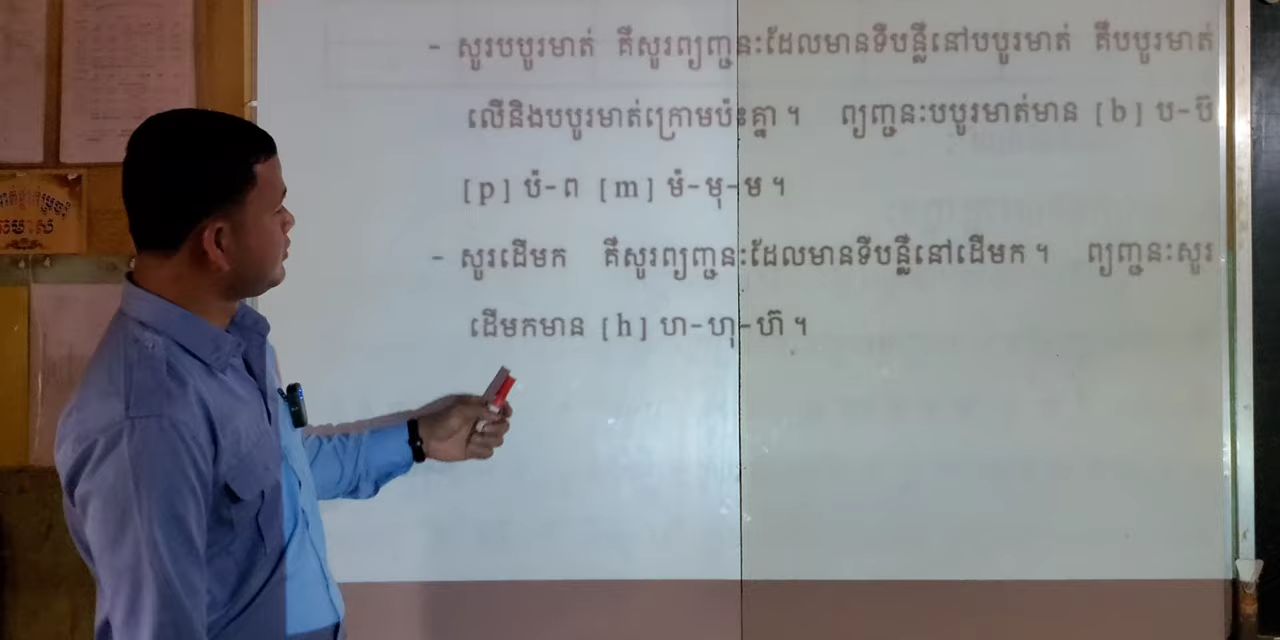 - សូរបបូរមាត់ គឺសូរព្យញ្ជនៈដែលមានទីបន្លឺនៅបបូរមាត់ គឺបបូរមាត់
លើនិងបបូរមាត់ក្រោមប៉ះគ្នា ។ ព្យញ្ជនៈបបូរមាត់មាន [ b ] ប-ប៊
[ p ] ប៉-ព [ m ] ម៉-មុ-ម ។
- សូរដើមក គឺសូរព្យញ្ជនៈដែលមានទីបន្លឺនៅដើមក ។ ព្យញ្ជនៈសូរ
ដើមកមាន [ h ] ហ-ហុ-ហ៊ ។